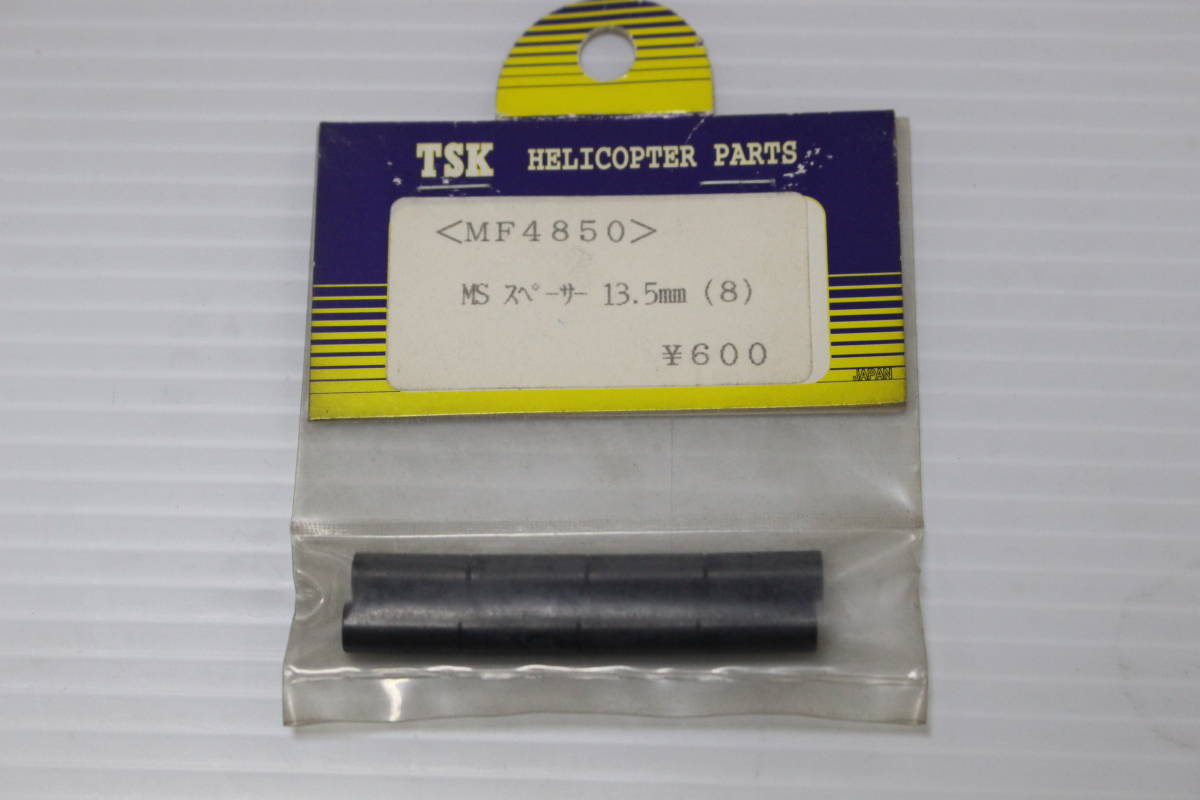 TSK HELICOPTER PARTS
<MF4850>
MS スペーサー 13.5mm (8)
¥600
JAPAN